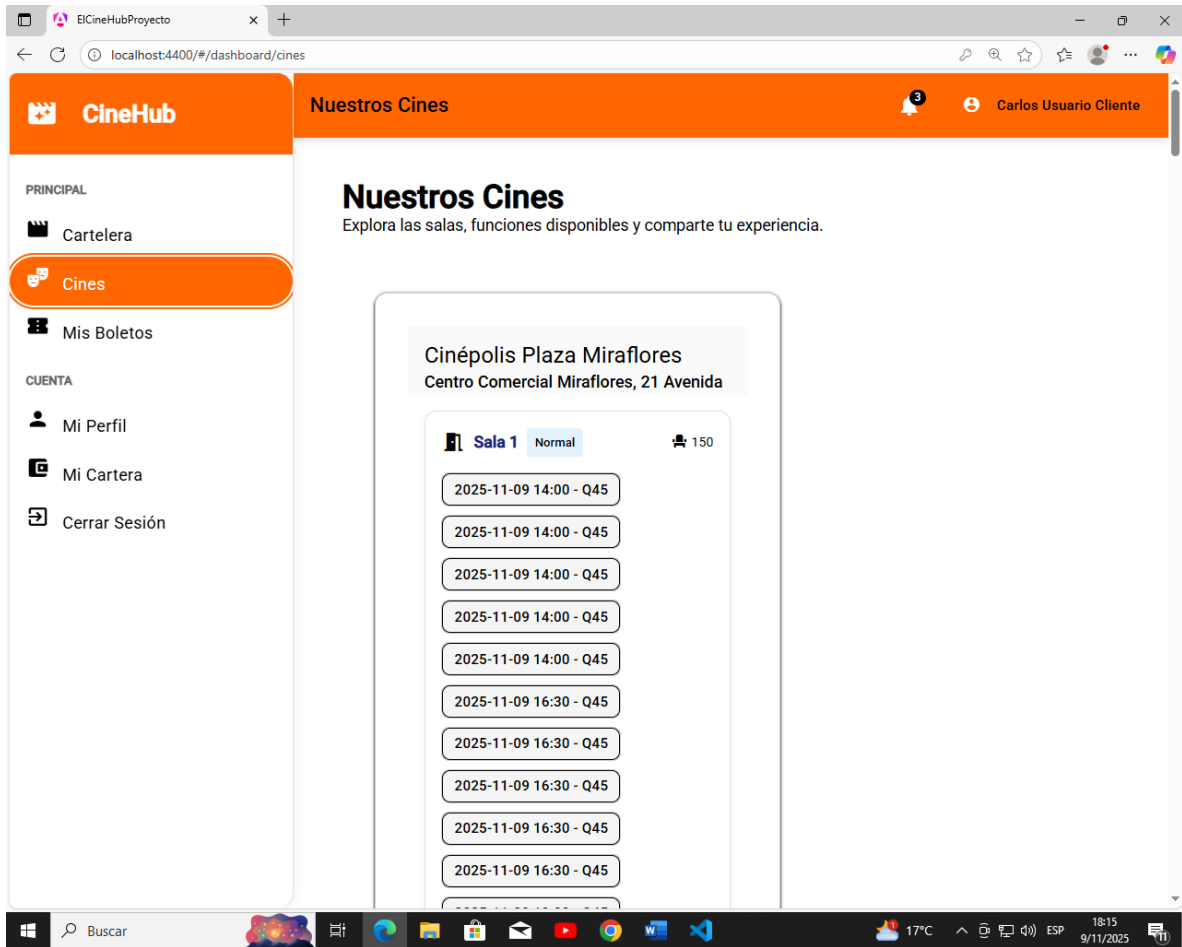 ElCineHubProyecto
localhost:4400/#/dashboard/cines
CineHub
Nuestros Cines
3
Carlos Usuario Cliente
PRINCIPAL
Cartelera
Cines
Mis Boletos
CUENTA
Mi Perfil
Mi Cartera
Cerrar Sesión
Nuestros Cines
Explora las salas, funciones disponibles y comparte tu experiencia.
Cinépolis Plaza Miraflores
Centro Comercial Miraflores, 21 Avenida
Sala 1 Normal 150
2025-11-09 14:00 - Q45
2025-11-09 14:00 - Q45
2025-11-09 14:00 - Q45
2025-11-09 14:00 - Q45
2025-11-09 14:00 - Q45
2025-11-09 16:30 - Q45
2025-11-09 16:30 - Q45
2025-11-09 16:30 - Q45
2025-11-09 16:30 - Q45
2025-11-09 16:30 - Q45
Buscar
17°C
ESP
18:15
9/11/2025